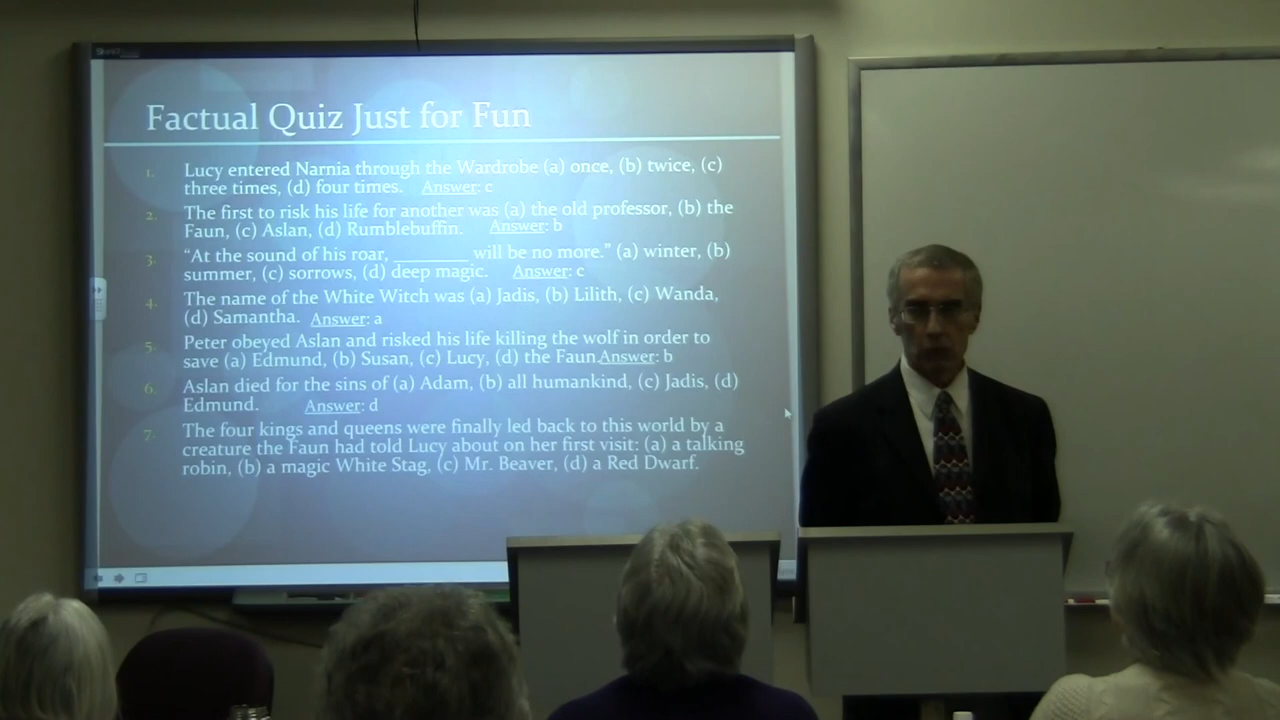 SMART
Factual Quiz Just for Fun
1. Lucy entered Narnia through the Wardrobe (a) once, (b) twice, (c)
three times, (d) four times. Answer: c
2. The first to risk his life for another was (a) the old professor, (b) the
Faun, (c) Aslan, (d) Rumblebuffin. Answer: b
3. “At the sound of his roar, ________ will be no more.” (a) winter, (b)
summer, (c) sorrows, (d) deep magic. Answer: c
4. The name of the White Witch was (a) Jadis, (b) Lilith, (c) Wanda,
(d) Samantha. Answer: a
5. Peter obeyed Aslan and risked his life killing the wolf in order to
save (a) Edmund, (b) Susan, (c) Lucy, (d) the Faun. Answer: b
6. Aslan died for the sins of (a) Adam, (b) all humankind, (c) Jadis, (d)
Edmund. Answer: d
7. The four kings and queens were finally led back to this world by a
creature the Faun had told Lucy about on her first visit: (a) a talking
robin, (b) a magic White Stag, (c) Mr. Beaver, (d) a Red Dwarf.